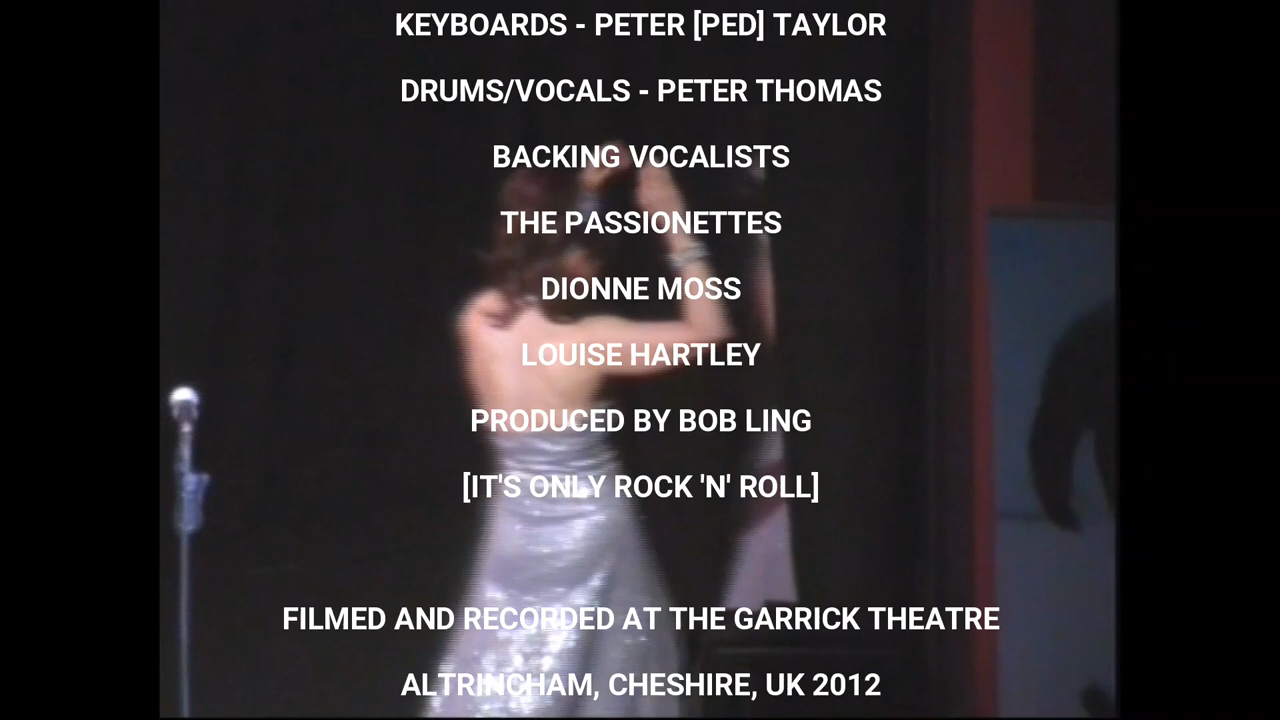 KEYBOARDS - PETER [PED] TAYLOR
DRUMS/VOCALS - PETER THOMAS
BACKING VOCALISTS
THE PASSIONETTES
DIONNE MOSS
LOUISE HARTLEY
PRODUCED BY BOB LING
[IT'S ONLY ROCK 'N' ROLL]
FILMED AND RECORDED AT THE GARRICK THEATRE
ALTRINCHAM, CHESHIRE, UK 2012